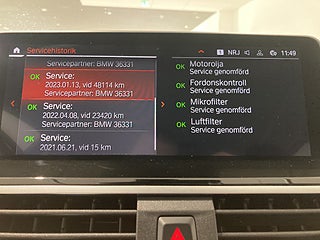 Servicehistorik
1 NRJ 11:49
Servicepartner: BMW 36331
OK Service:
2023.01.13, vid 48114 km
Servicepartner: BMW 36331
OK Service:
2022.04.08, vid 23420 km
Servicepartner: BMW 36331
OK Service:
2021.06.21, vid 15 km
OK Motorolja
Service genomförd
OK Fordonskontroll
Service genomförd
OK Mikrofilter
Service genomförd
OK Luftfilter
Service genomförd